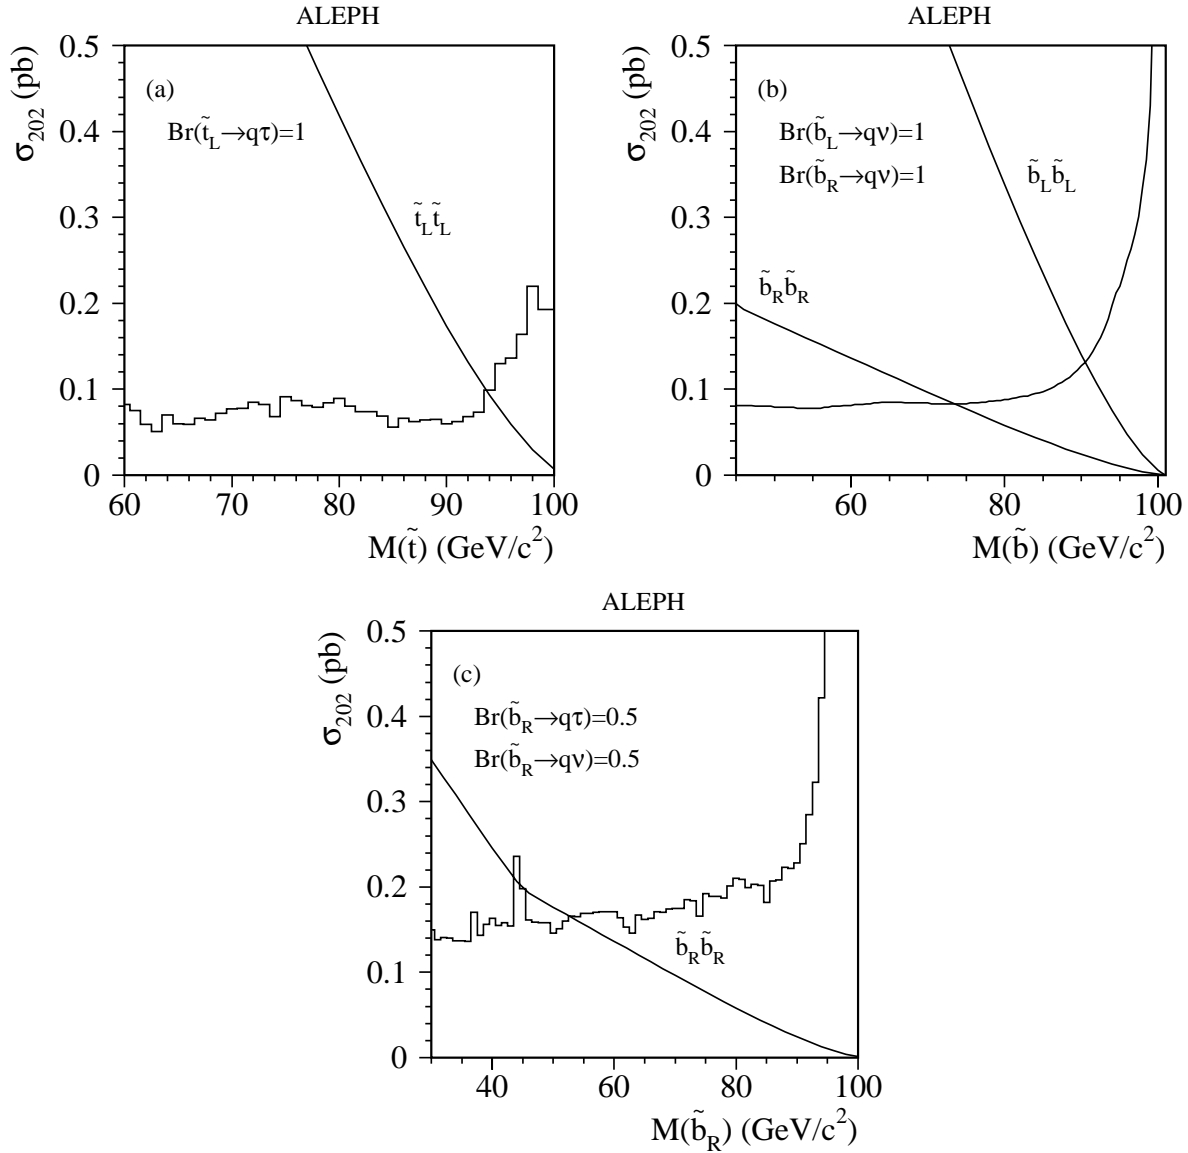 ALEPH
σ202 (pb)
0.5
0.4
0.3
0.2
0.1
0
(a)
Br(t̃L→qτ)=1
t̃Lt̃L
60 70 80 90 100
M(t̃) (GeV/c2)
ALEPH
σ202 (pb)
0.5
0.4
0.3
0.2
0.1
0
(b)
Br(b̃L→qν)=1
Br(b̃R→qν)=1
b̃Lb̃L
b̃Rb̃R
60 80 100
M(b̃) (GeV/c2)
ALEPH
σ202 (pb)
0.5
0.4
0.3
0.2
0.1
0
(c)
Br(b̃R→qτ)=0.5
Br(b̃R→qν)=0.5
b̃Rb̃R
40 60 80 100
M(b̃R) (GeV/c2)